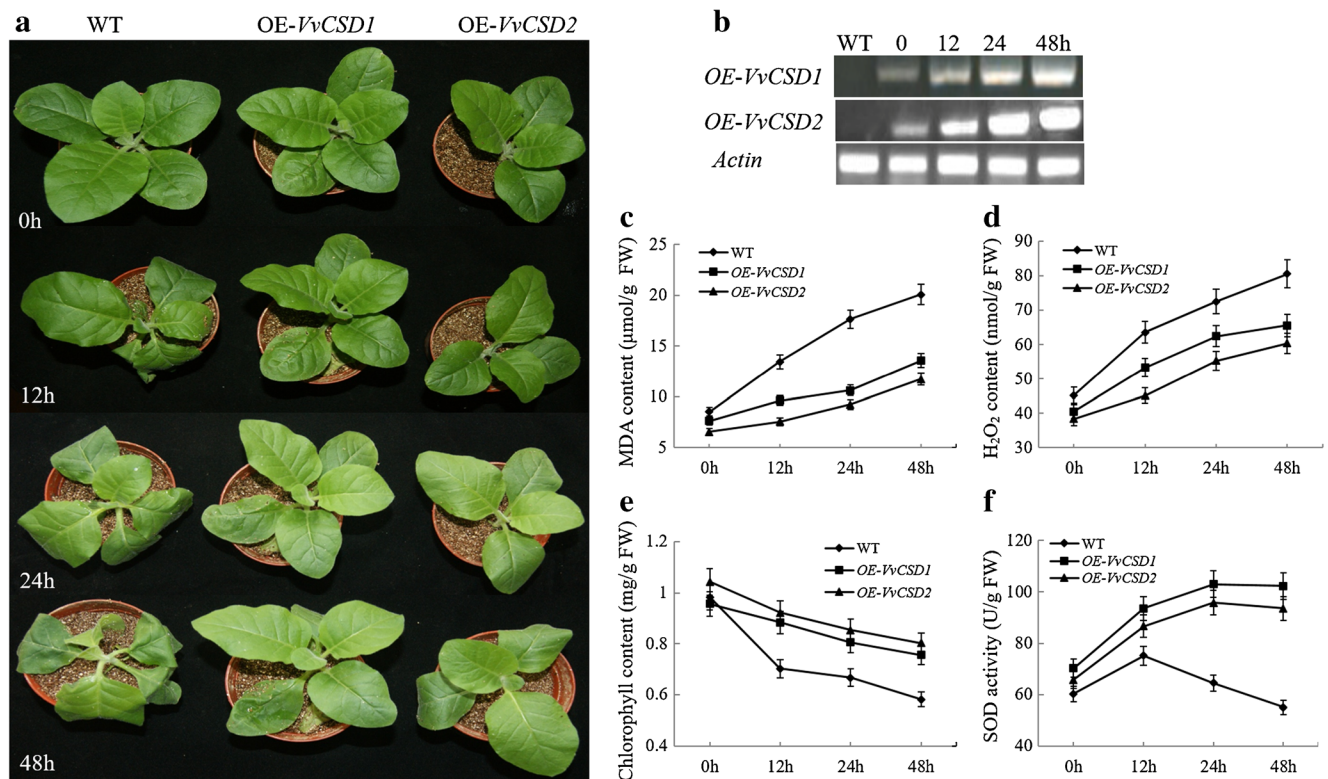 a
WT OE-VvCSD1 OE-VvCSD2
0h
12h
24h
48h
b
WT 0 12 24 48h
OE-VvCSD1
OE-VvCSD2
Actin
c
MDA content (μmol/g FW)
25
20
15
10
5
WT
OE-VvCSD1
OE-VvCSD2
0h 12h 24h 48h
d
H₂O₂ content (nmol/g FW)
90
80
70
60
50
40
30
WT
OE-VvCSD1
OE-VvCSD2
0h 12h 24h 48h
e
Chlorophyll content (mg/g FW)
1.2
1
0.8
0.6
0.4
WT
OE-VvCSD1
OE-VvCSD2
0h 12h 24h 48h
f
SOD activity (U/g FW)
120
100
80
60
40
WT
OE-VvCSD1
OE-VvCSD2
0h 12h 24h 48h